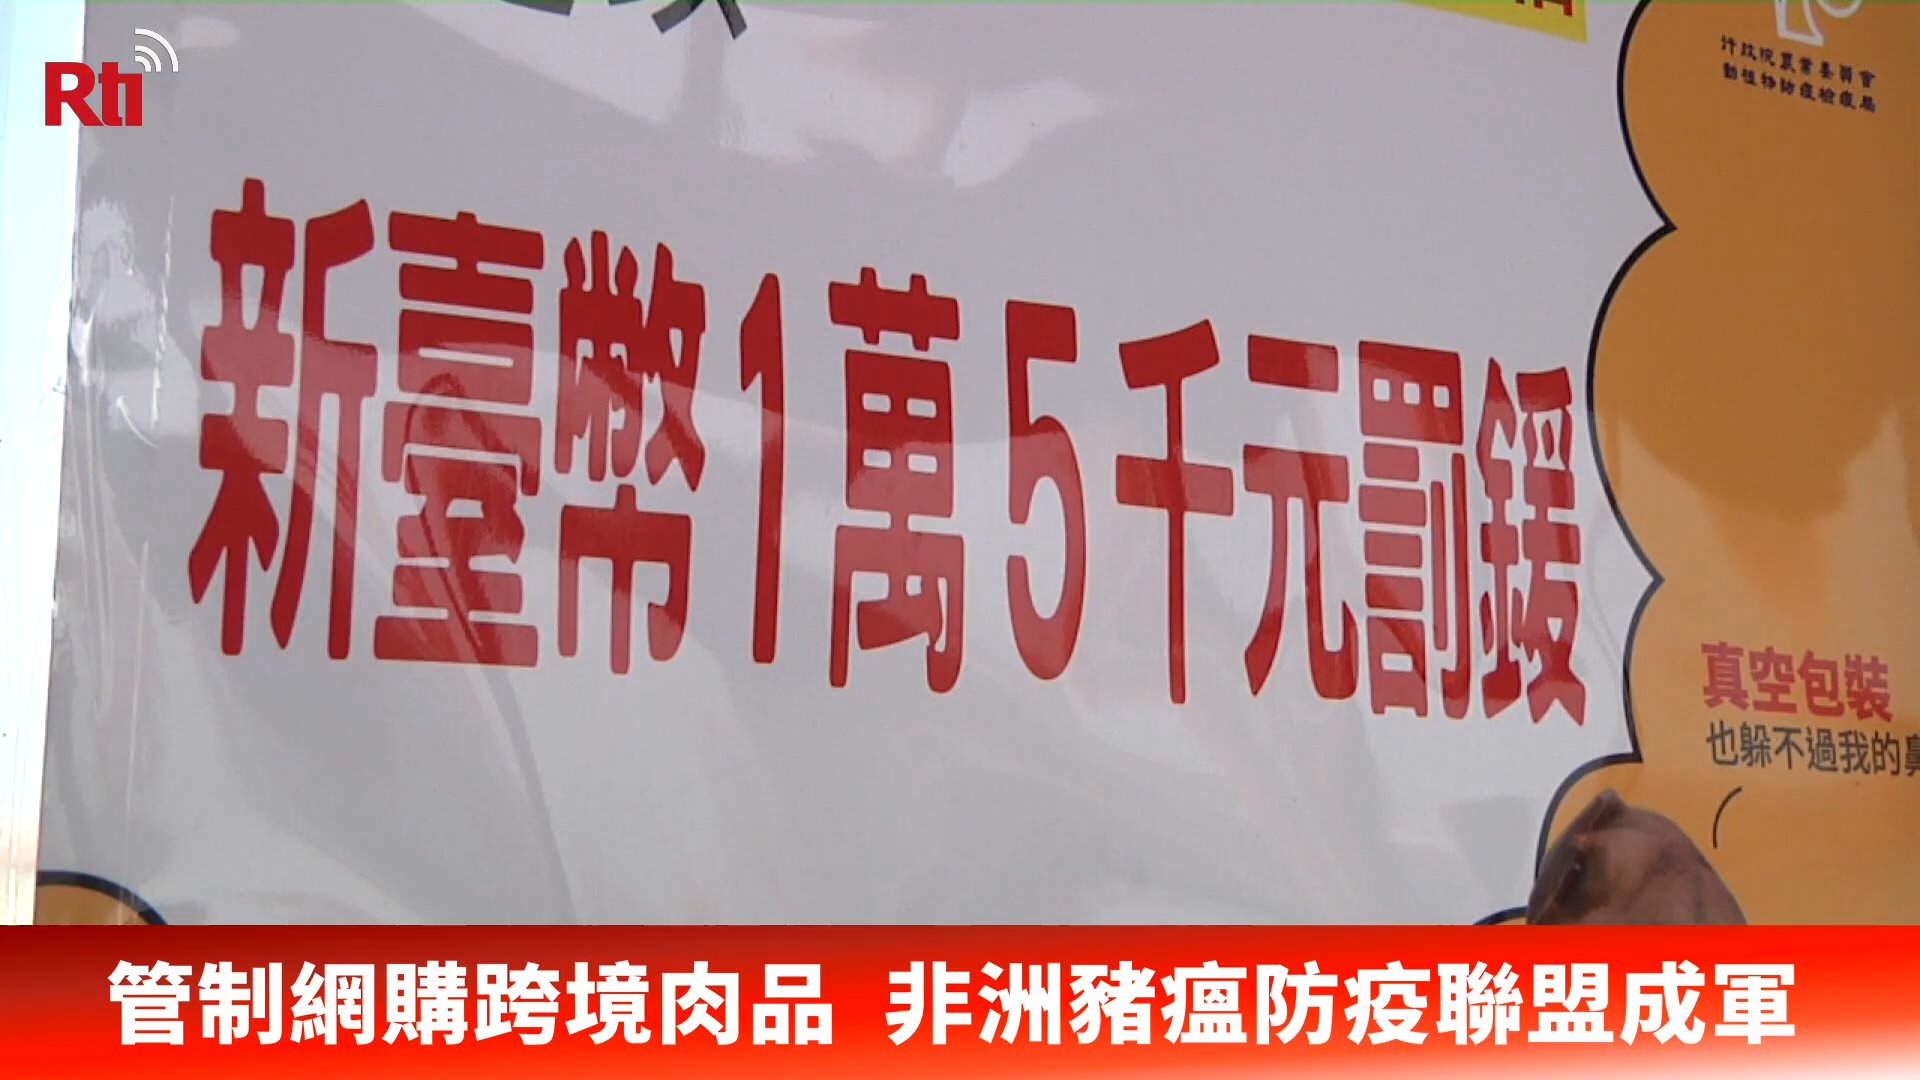 Rti
行政院農業委員會
動植物防疫檢疫局
新臺幣1萬5千元罰鍰
真空包裝
也躲不過我的鼻
管制網購跨境肉品 非洲豬瘟防疫聯盟成軍